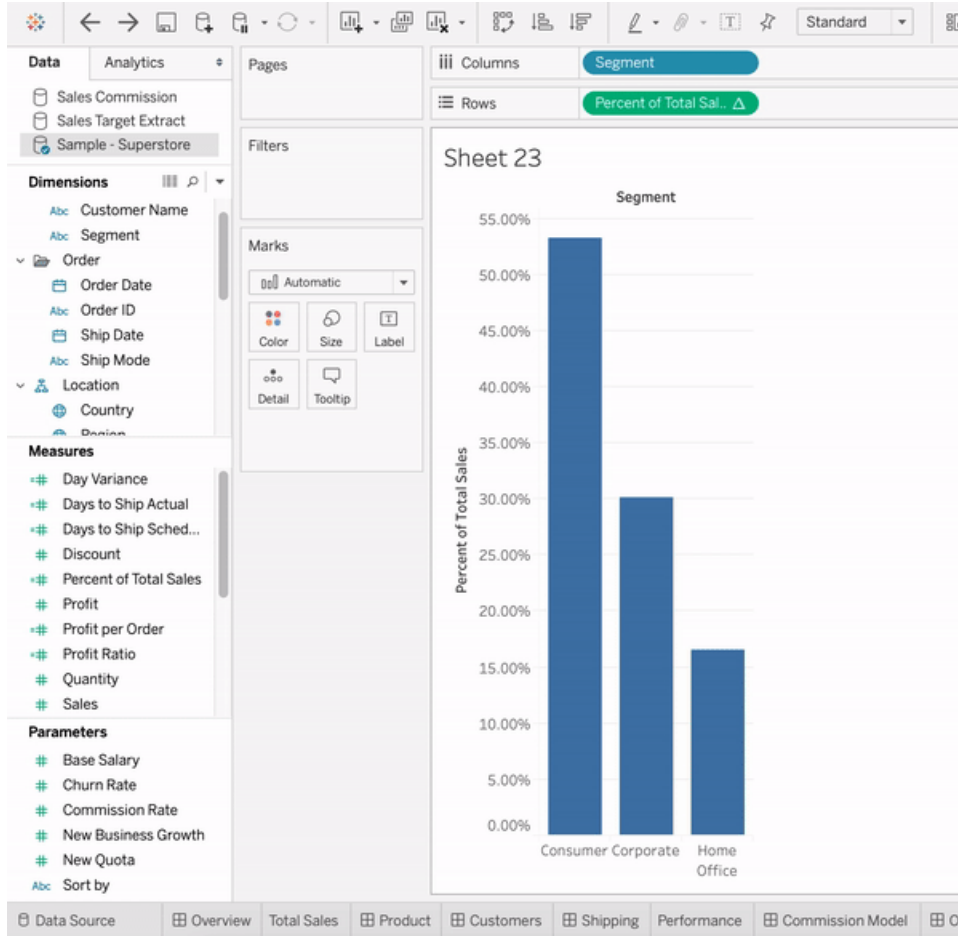 Standard
Data
Analytics
Sales Commission
Sales Target Extract
Sample - Superstore
Dimensions
Abc Customer Name
Abc Segment
Order
Order Date
Abc Order ID
Ship Date
Abc Ship Mode
Location
Country
Region
Measures
=# Day Variance
=# Days to Ship Actual
=# Days to Ship Sched...
# Discount
=# Percent of Total Sales
# Profit
=# Profit per Order
=# Profit Ratio
# Quantity
# Sales
Parameters
# Base Salary
# Churn Rate
# Commission Rate
# New Business Growth
# New Quota
Abc Sort by
Pages
Filters
Marks
Automatic
Color
Size
T
Label
Detail
Tooltip
Columns
Segment
Rows
Percent of Total Sal.. Δ
Sheet 23
Segment
Percent of Total Sales
55.00%
50.00%
45.00%
40.00%
35.00%
30.00%
25.00%
20.00%
15.00%
10.00%
5.00%
0.00%
Consumer
Corporate
Home
Office
Data Source
Overview
Total Sales
Product
Customers
Shipping
Performance
Commission Model